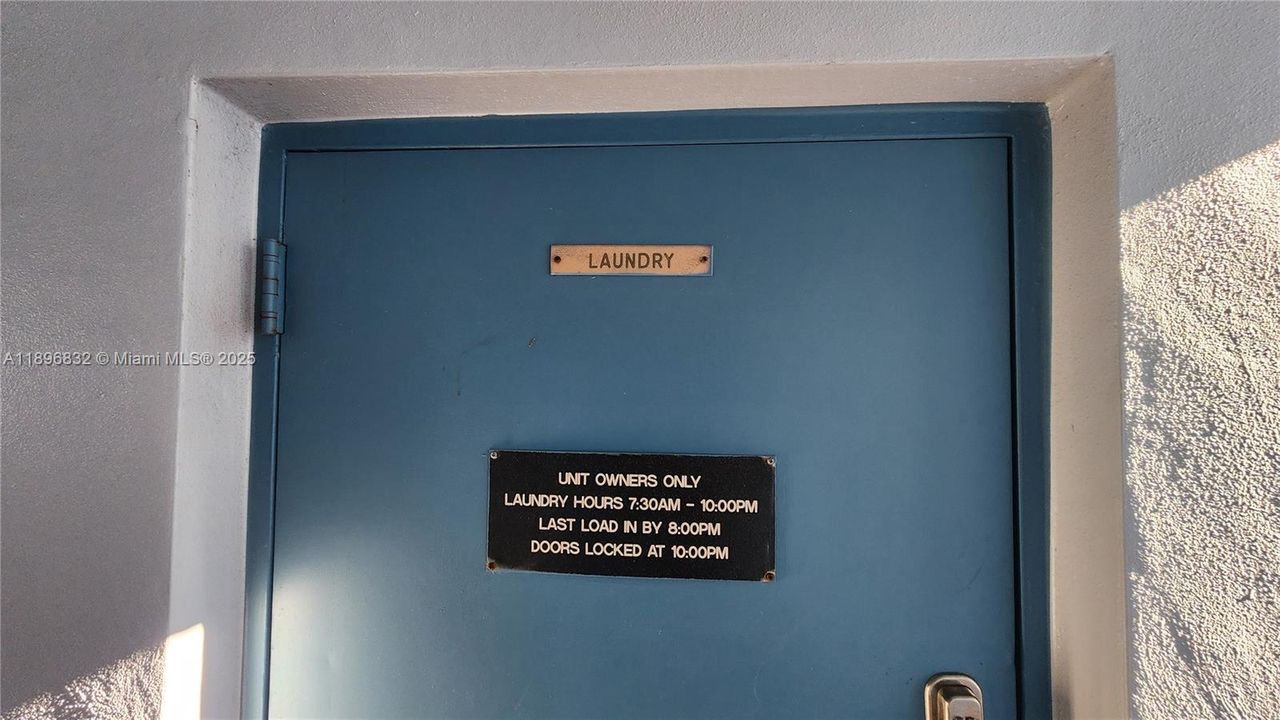 LAUNDRY
A11896832 © Miami MLS® 2025
UNIT OWNERS ONLY
LAUNDRY HOURS 7:30AM - 10:00PM
LAST LOAD IN BY 8:00PM
DOORS LOCKED AT 10:00PM